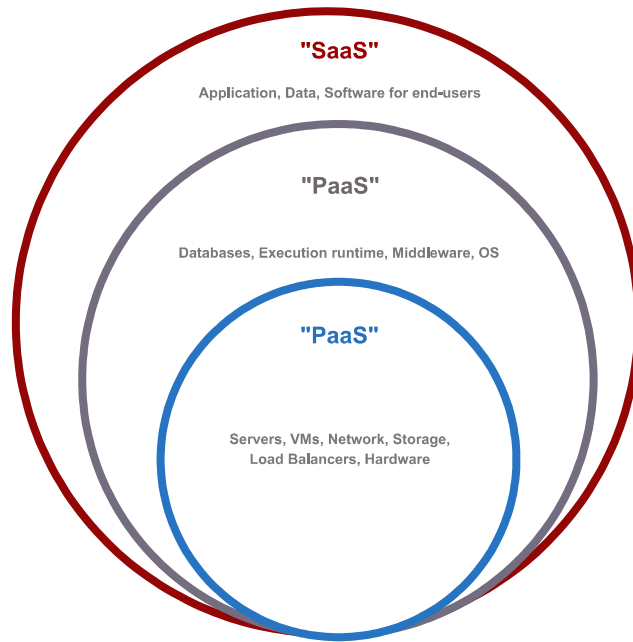 "SaaS"
Application, Data, Software for end-users
"PaaS"
Databases, Execution runtime, Middleware, OS
"PaaS"
Servers, VMs, Network, Storage,
Load Balancers, Hardware